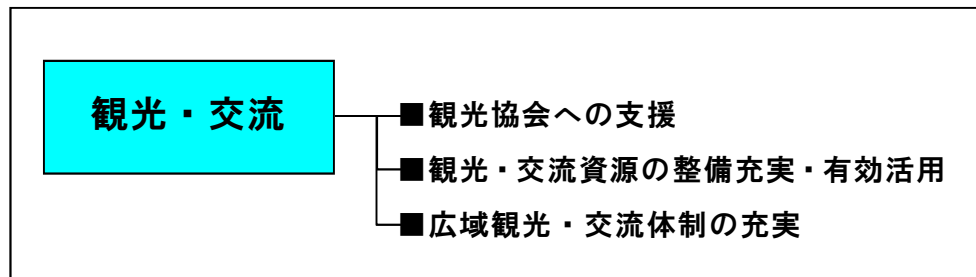 観光・交流
■観光協会への支援
■観光・交流資源の整備充実・有効活用
■広域観光・交流体制の充実